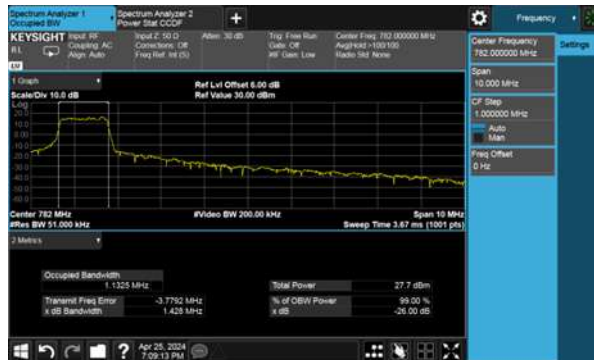 Spectrum Analyzer 1
Occupied BW
Spectrum Analyzer 2
Power Stat CCDF
+
Frequency
KEYSIGHT
Input: RF
Coupling: AC
Align: Auto
Input Z: 50 Ω
Corrections: Off
Freq Ref: Int (S)
Atten: 30 dB
Trig: Free Run
Gate: Off
#IF Gain: Low
Center Freq: 782.000000 MHz
Avg|Hold:>100/100
Radio Std: None
Center Frequency
782.000000 MHz
Settings
Span
10.000 MHz
CF Step
1.000000 MHz
Auto
Man
Freq Offset
0 Hz
1 Graph
Scale/Div 10.0 dB
Ref Lvl Offset 6.00 dB
Ref Value 30.00 dBm
Log
20.0
10.0
0.00
Center 782 MHz
#Res BW 51.000 kHz
#Video BW 200.00 kHz
Span 10 MHz
Sweep Time 3.67 ms (1001 pts)
2 Metrics
Occupied Bandwidth
1.1325 MHz
Total Power
27.7 dBm
Transmit Freq Error
-3.7792 MHz
% of OBW Power
99.00 %
x dB Bandwidth
1.428 MHz
x dB
-26.00 dB
?
Apr 25, 2024
7:09:13 PM